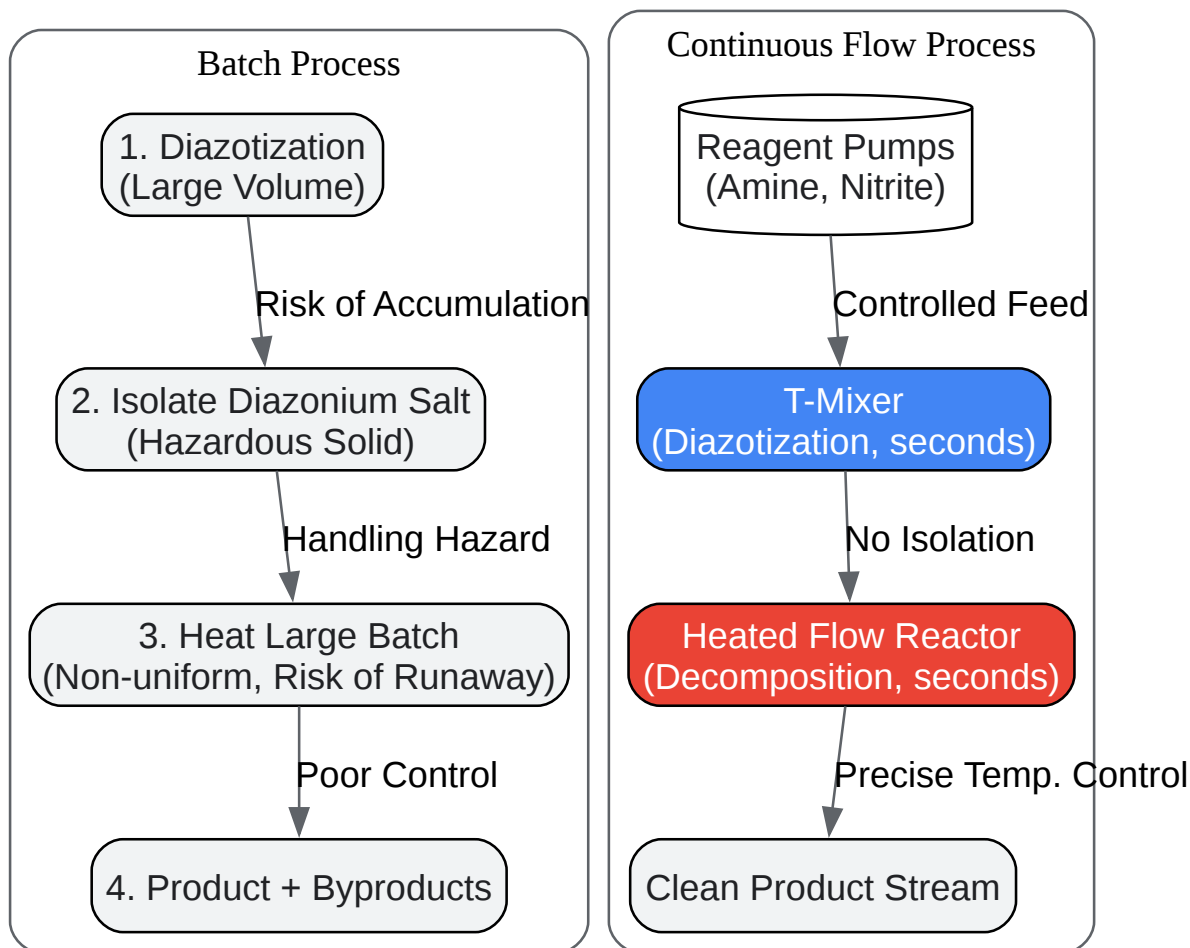 Batch Process
1. Diazotization
(Large Volume)
Risk of Accumulation
2. Isolate Diazonium Salt
(Hazardous Solid)
Handling Hazard
3. Heat Large Batch
(Non-uniform, Risk of Runaway)
Poor Control
4. Product + Byproducts
Continuous Flow Process
Reagent Pumps
(Amine, Nitrite)
Controlled Feed
T-Mixer
(Diazotization, seconds)
No Isolation
Heated Flow Reactor
(Decomposition, seconds)
Precise Temp. Control
Clean Product Stream